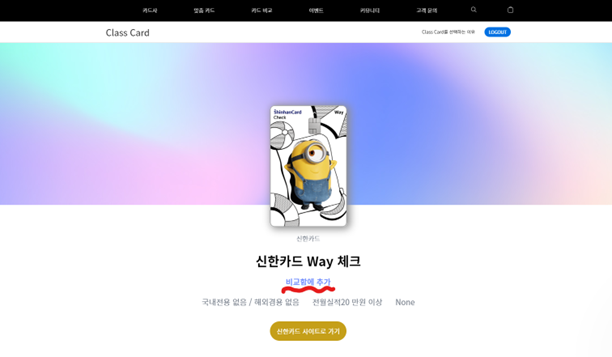 카드사 맞춤 카드 카드 비교 이벤트 커뮤니티 고객 문의
Class Card
Class Card를 선택하는 이유
LOGOUT
ShinhanCard Way
Check
신한카드
신한카드 Way 체크
비교함에 추가
국내전용 없음 / 해외겸용 없음 전월실적20 만원 이상 None
신한카드 사이트로 가기